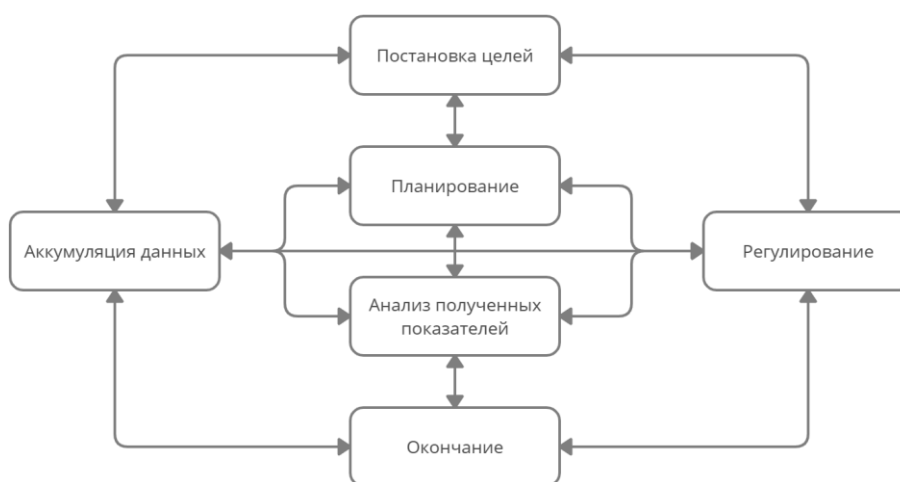 Постановка целей
Планирование
Аккумуляция данных
Регулирование
Анализ полученных
показателей
Окончание